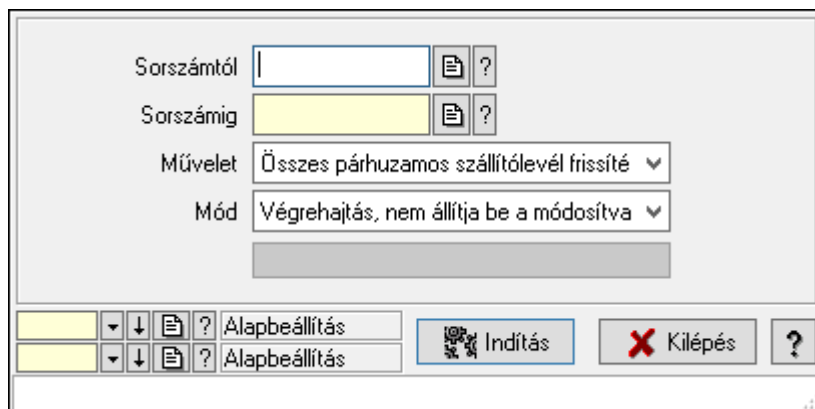 Sorszámtól ?
Sorszámig ?
Művelet Összes párhuzamos szállítólevél frissíté
Mód Végrehajtás, nem állítja be a módosítva
? Alapbeállítás
? Alapbeállítás
Indítás Kilépés ?